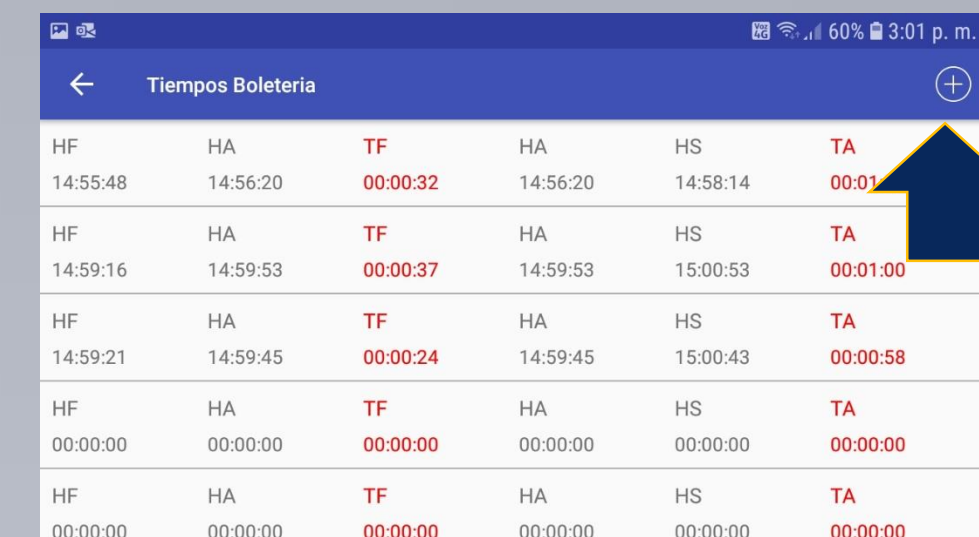 60% 3:01 p. m.
Tiempos Boleteria
HF HA TF HA HS TA
14:55:48 14:56:20 00:00:32 14:56:20 14:58:14 00:01
HF HA TF HA HS TA
14:59:16 14:59:53 00:00:37 14:59:53 15:00:53 00:01:00
HF HA TF HA HS TA
14:59:21 14:59:45 00:00:24 14:59:45 15:00:43 00:00:58
HF HA TF HA HS TA
00:00:00 00:00:00 00:00:00 00:00:00 00:00:00 00:00:00
HF HA TF HA HS TA
00:00:00 00:00:00 00:00:00 00:00:00 00:00:00 00:00:00